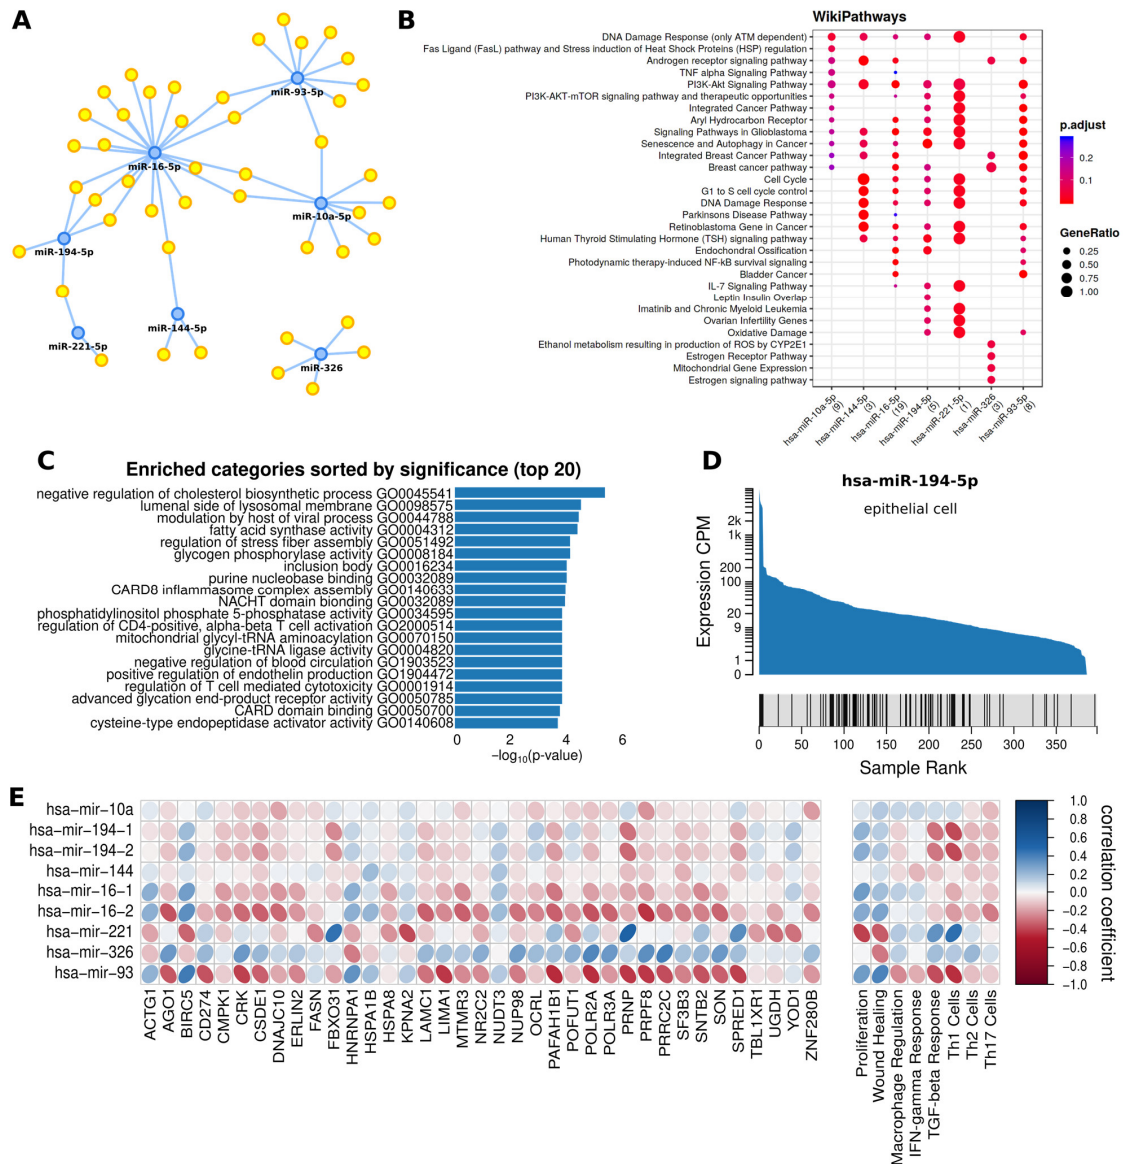 A
miR-93-5p
miR-16-5p
miR-10a-5p
miR-194-5p
miR-144-5p
miR-221-5p
miR-326
B
WikiPathways
DNA Damage Response (only ATM dependent)
Fas Ligand (FasL) pathway and Stress induction of Heat Shock Proteins (HSP) regulation
Androgen receptor signaling pathway
TNF alpha Signaling Pathway
PI3K-Akt Signaling Pathway
PI3K-AKT-mTOR signaling pathway and therapeutic opportunities
Integrated Cancer Pathway
Aryl Hydrocarbon Receptor
Signaling Pathways in Glioblastoma
Senescence and Autophagy in Cancer
Integrated Breast Cancer Pathway
Breast cancer pathway
Cell Cycle
G1 to S cell cycle control
DNA Damage Response
Parkinsons Disease Pathway
Retinoblastoma Gene in Cancer
Human Thyroid Stimulating Hormone (TSH) signaling pathway
Endochondral Ossification
Photodynamic therapy-induced NF-kB survival signaling
Bladder Cancer
IL-7 Signaling Pathway
Leptin Insulin Overlap
Imatinib and Chronic Myeloid Leukemia
Ovarian Infertility Genes
Oxidative Damage
Ethanol metabolism resulting in production of ROS by CYP2E1
Estrogen Receptor Pathway
Mitochondrial Gene Expression
Estrogen signaling pathway
hsa-miR-10a-5p
(9)
hsa-miR-144-5p
(3)
hsa-miR-16-5p
(19)
hsa-miR-194-5p
(5)
hsa-miR-221-5p
(1)
hsa-miR-326
(3)
hsa-miR-93-5p
(8)
p.adjust
0.2
0.1
GeneRatio
0.25
0.50
0.75
1.00
C
Enriched categories sorted by significance (top 20)
negative regulation of cholesterol biosynthetic process GO0045541
lumenal side of lysosomal membrane GO0098575
modulation by host of viral process GO0044788
fatty acid synthase activity GO0004312
regulation of stress fiber assembly GO0051492
glycogen phosphorylase activity GO0008184
inclusion body GO0016234
purine nucleobase binding GO0032089
CARD8 inflammasome complex assembly GO0140633
NACHT domain bionding GO0032089
phosphatidylinositol phosphate 5-phosphatase activity GO0034595
regulation of CD4-positive, alpha-beta T cell activation GO2000514
mitochondrial glycyl-tRNA aminoacylation GO0070150
glycine-tRNA ligase activity GO0004820
negative regulation of blood circulation GO1903523
positive regulation of endothelin production GO1904472
regulation of T cell mediated cytotoxicity GO0001914
advanced glycation end-product receptor activity GO0050785
CARD domain binding GO0050700
cysteine-type endopeptidase activator activity GO0140608
0 2 4 6
−log10(p-value)
D
hsa-miR-194-5p
epithelial cell
Expression CPM
2k
1k
200
100
20
9
1
0
0 50 100 150 200 250 300 350
Sample Rank
E
hsa−mir−10a
hsa−mir−194−1
hsa−mir−194−2
hsa−mir−144
hsa−mir−16−1
hsa−mir−16−2
hsa−mir−221
hsa−mir−326
hsa−mir−93
ACTG1
AGO1
BIRC5
CD274
CMPK1
CRK
CSDE1
DNAJC10
ERLIN2
FASN
FBXO31
HNRNPA1
HSPA1B
HSPA8
KPNA2
LAMC1
LIMA1
MTMR3
NR2C2
NUDT3
NUP98
OCRL
PAFAH1B1
POFUT1
POLR2A
POLR3A
PRNP
PRPF8
PRRC2C
SF3B3
SNTB2
SON
SPRED1
TBL1XR1
UGDH
YOD1
ZNF280B
Proliferation
Wound Healing
Macrophage Regulation
IFN-gamma Response
TGF-beta Response
Th1 Cells
Th2 Cells
Th17 Cells
1.0
0.8
0.6
0.4
0.2
0.0
−0.2
−0.4
−0.6
−0.8
−1.0
correlation coefficient